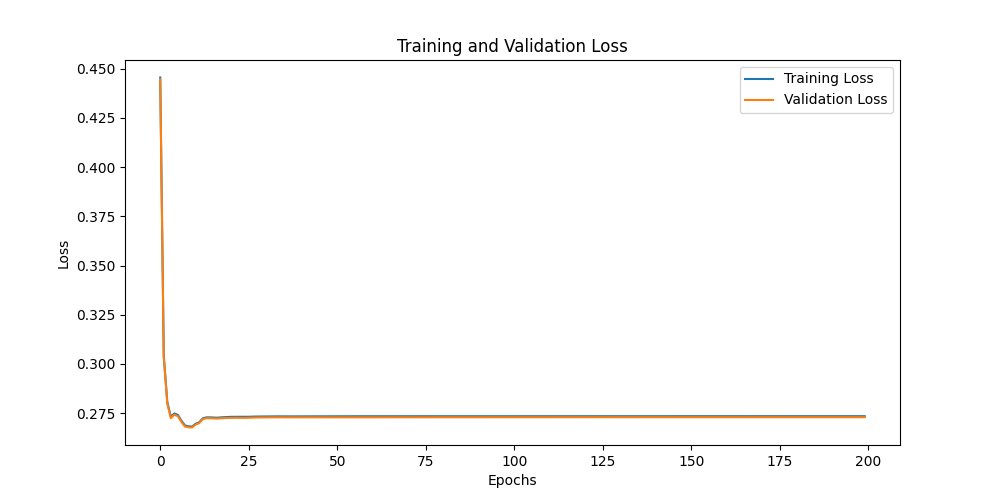 Training and Validation Loss
Training Loss
Validation Loss
0.450
0.425
0.400
0.375
0.350
0.325
0.300
0.275
Loss
0 25 50 75 100 125 150 175 200
Epochs